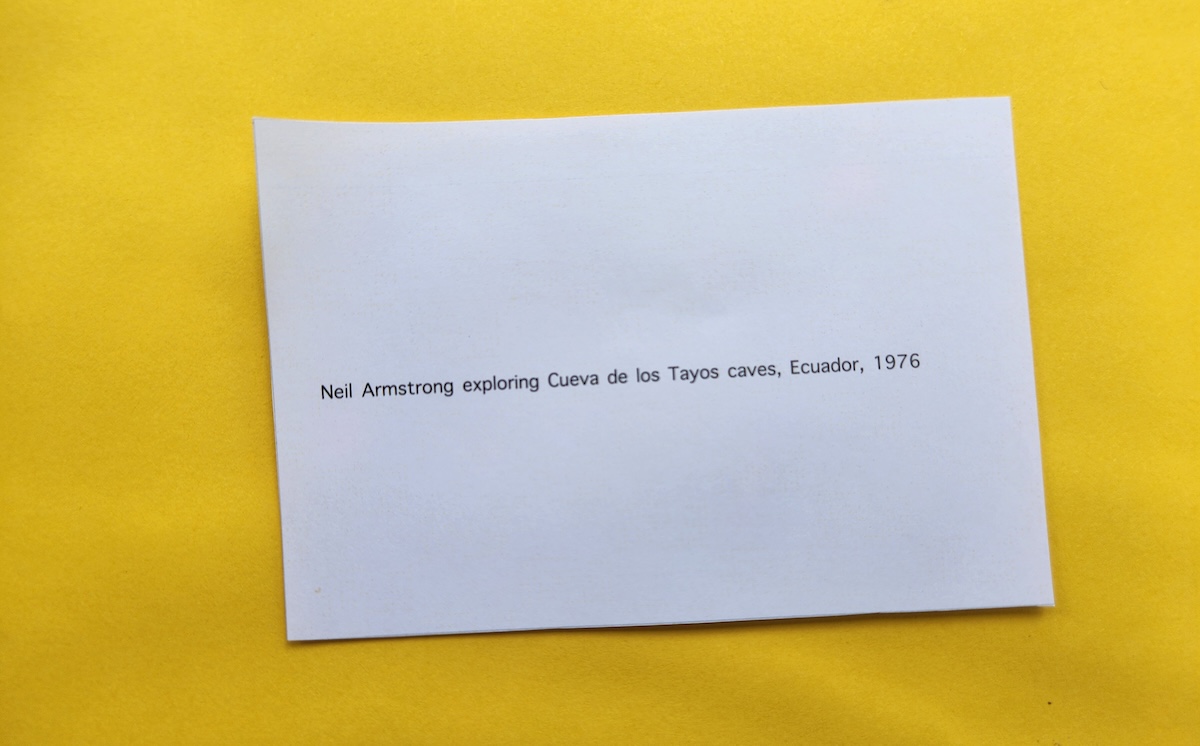 Neil Armstrong exploring Cueva de los Tayos caves, Ecuador, 1976